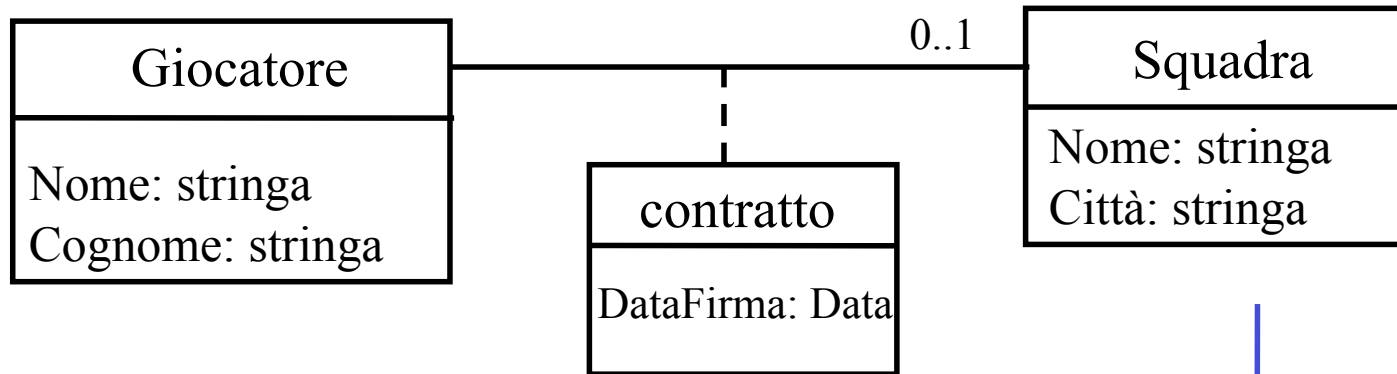 Giocatore
Nome: stringa
Cognome: stringa
0..1
contratto
DataFirma: Data
Squadra
Nome: stringa
Città: stringa